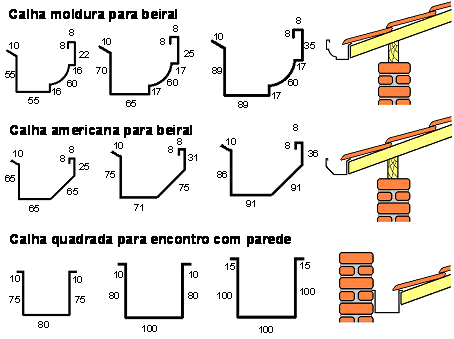 Calha moldura para beiral
10 8 8 22 55 16 16 60 55
10 8 8 25 70 17 17 60 65
8 8 35 89 17 17 60 89
Calha americana para beiral
10 8 8 25 65 65 65
10 8 8 31 75 75 71
10 8 8 36 86 91 91
Calha quadrada para encontro com parede
10 10 75 75 80
10 10 80 80 100
15 15 100 100 100